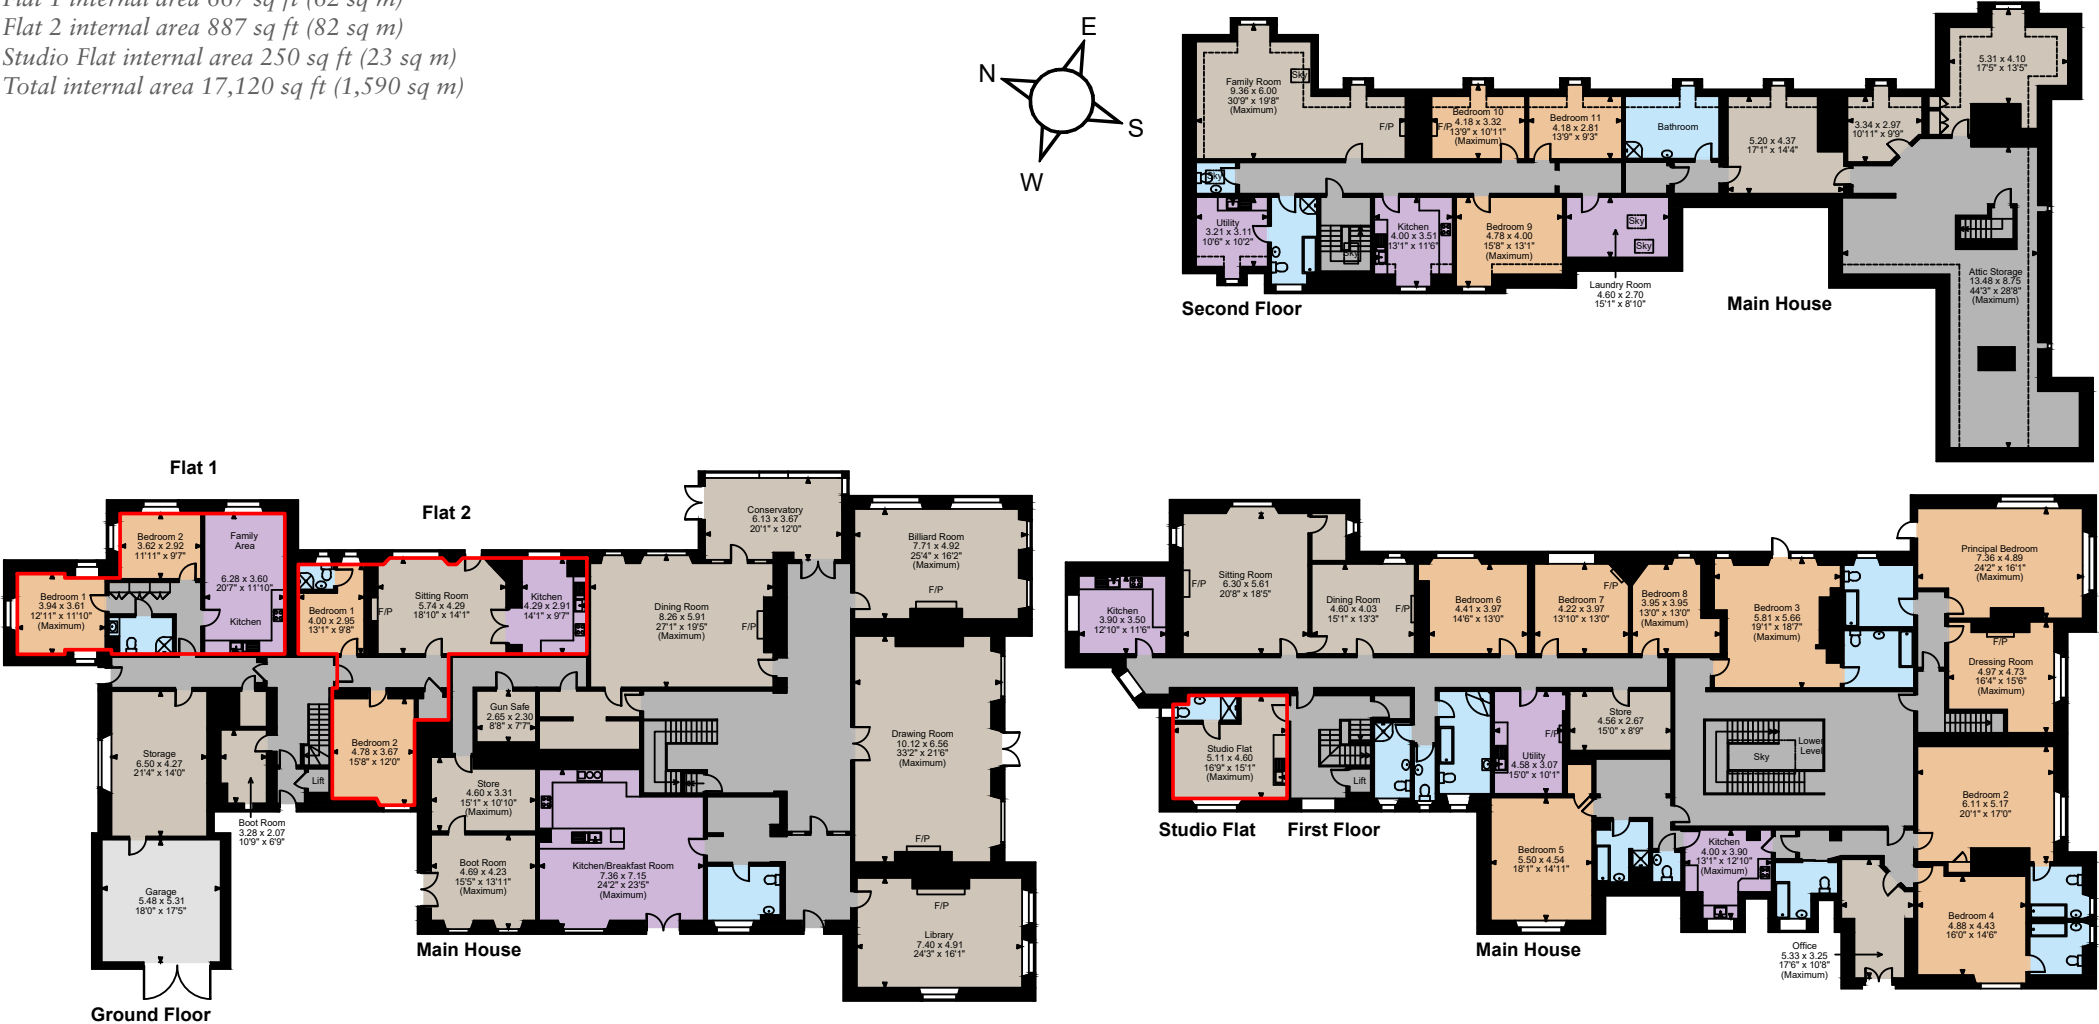 Flat 1 internal area 667 sq ft (62 sq m)
Flat 2 internal area 887 sq ft (82 sq m)
Studio Flat internal area 250 sq ft (23 sq m)
Total internal area 17,120 sq ft (1,590 sq m)
E
N
S
W
Family Room
9.36 x 6.00
30'9" x 19'8"
(Maximum)
Sky
F/P
F/P
Bedroom 10
4.18 x 3.32
13'9" x 10'11"
(Maximum)
Bedroom 11
4.18 x 2.81
13'9" x 9'3"
Bathroom
5.20 x 4.37
17'1" x 14'4"
3.34 x 2.97
10'11" x 9'9"
5.31 x 4.10
17'5" x 13'5"
Sky
Utility
3.21 x 3.11
10'6" x 10'2"
Sky
Kitchen
4.00 x 3.51
13'1" x 11'6"
Bedroom 9
4.78 x 4.00
15'8" x 13'1"
(Maximum)
Sky
Sky
Laundry Room
4.60 x 2.70
15'1" x 8'10"
Attic Storage
13.48 x 8.75
44'3" x 28'8"
(Maximum)
Second Floor
Main House
Flat 1
Flat 2
Bedroom 2
3.62 x 2.92
11'11" x 9'7"
Family
Area
6.28 x 3.60
20'7" x 11'10"
Kitchen
Bedroom 1
3.94 x 3.61
12'11" x 11'10"
(Maximum)
Bedroom 1
4.00 x 2.95
13'1" x 9'8"
F/P
Sitting Room
5.74 x 4.29
18'10" x 14'1"
Kitchen
4.29 x 2.91
14'1" x 9'7"
Dining Room
8.26 x 5.91
27'1" x 19'5"
(Maximum)
F/P
Conservatory
6.13 x 3.67
20'1" x 12'0"
Billiard Room
7.71 x 4.92
25'4" x 16'2"
(Maximum)
F/P
Storage
6.50 x 4.27
21'4" x 14'0"
Boot Room
3.28 x 2.07
10'9" x 6'9"
Lift
Bedroom 2
4.78 x 3.67
15'8" x 12'0"
Gun Safe
2.65 x 2.30
8'8" x 7'7"
Store
4.60 x 3.31
15'1" x 10'10"
(Maximum)
Drawing Room
10.12 x 6.56
33'2" x 21'6"
(Maximum)
F/P
Garage
5.48 x 5.31
18'0" x 17'5"
Boot Room
4.69 x 4.23
15'5" x 13'11"
(Maximum)
Kitchen/Breakfast Room
7.36 x 7.15
24'2" x 23'5"
(Maximum)
F/P
Library
7.40 x 4.91
24'3" x 16'1"
Main House
Ground Floor
Kitchen
3.90 x 3.50
12'10" x 11'6"
F/P
Sitting Room
6.30 x 5.61
20'8" x 18'5"
Dining Room
4.60 x 4.03
15'1" x 13'3"
F/P
Bedroom 6
4.41 x 3.97
14'6" x 13'0"
Bedroom 7
4.22 x 3.97
13'10" x 13'0"
F/P
Bedroom 8
3.95 x 3.95
13'0" x 13'0"
(Maximum)
Bedroom 3
5.81 x 5.66
19'1" x 18'7"
(Maximum)
Principal Bedroom
7.36 x 4.89
24'2" x 16'1"
(Maximum)
F/P
Dressing Room
4.97 x 4.73
16'4" x 15'6"
(Maximum)
Studio Flat
5.11 x 4.60
16'9" x 15'1"
(Maximum)
Lift
Utility
4.58 x 3.07
15'0" x 10'1"
F/P
Store
4.56 x 2.67
15'0" x 8'9"
Sky
Lower
Level
Bedroom 2
6.11 x 5.17
20'1" x 17'0"
Studio Flat
First Floor
Bedroom 5
5.50 x 4.54
18'1" x 14'11"
Kitchen
4.00 x 3.90
13'1" x 12'10"
(Maximum)
Office
5.33 x 3.25
17'6" x 10'8"
(Maximum)
Bedroom 4
4.88 x 4.43
16'0" x 14'6"
Main House